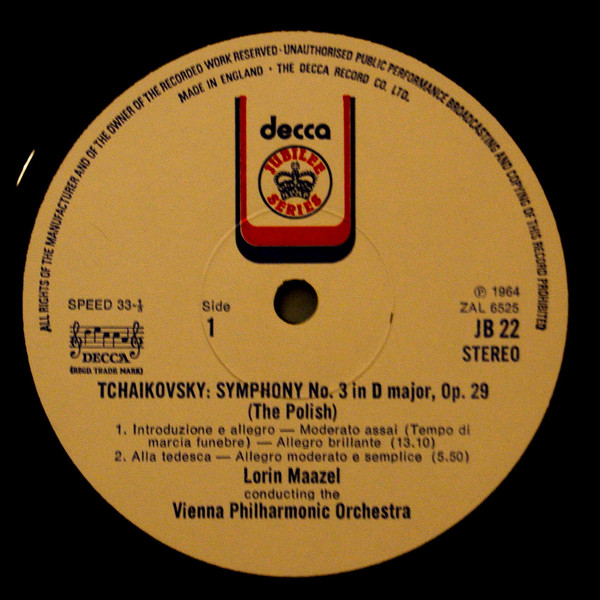 ALL RIGHTS OF THE MANUFACTURER AND OF THE OWNER OF THE RECORDED WORK RESERVED · UNAUTHORISED PUBLIC PERFORMANCE BROADCASTING AND COPYING OF THIS RECORD PROHIBITED
MADE IN ENGLAND · THE DECCA RECORD CO. LTD.
decca
JUBILEE
SERIES
SPEED 33-⅓
Side
1
DECCA
(REGD. TRADE MARK)
℗ 1964
ZAL 6525
JB 22
STEREO
TCHAIKOVSKY: SYMPHONY No. 3 in D major, Op. 29
(The Polish)
1. Introduzione e allegro — Moderato assai (Tempo di
marcia funebre) — Allegro brillante (13.10)
2. Alla tedesca — Allegro moderato e semplice (5.50)
Lorin Maazel
conducting the
Vienna Philharmonic Orchestra